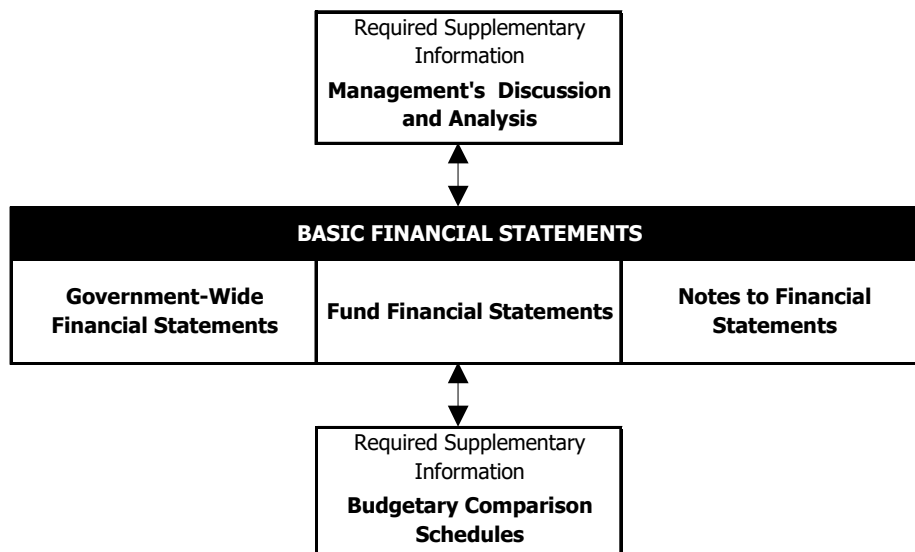 Required Supplementary
Information
Management's Discussion
and Analysis
BASIC FINANCIAL STATEMENTS
Government-Wide
Financial Statements
Fund Financial Statements
Notes to Financial
Statements
Required Supplementary
Information
Budgetary Comparison
Schedules